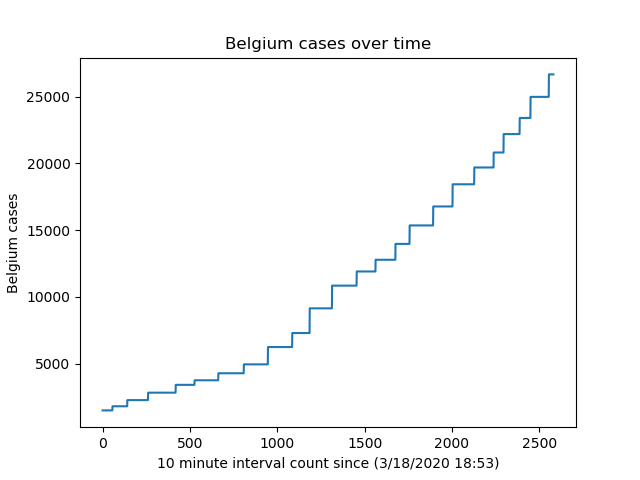 Belgium cases over time
25000
20000
15000
10000
5000
Belgium cases
0 500 1000 1500 2000 2500
10 minute interval count since (3/18/2020 18:53)